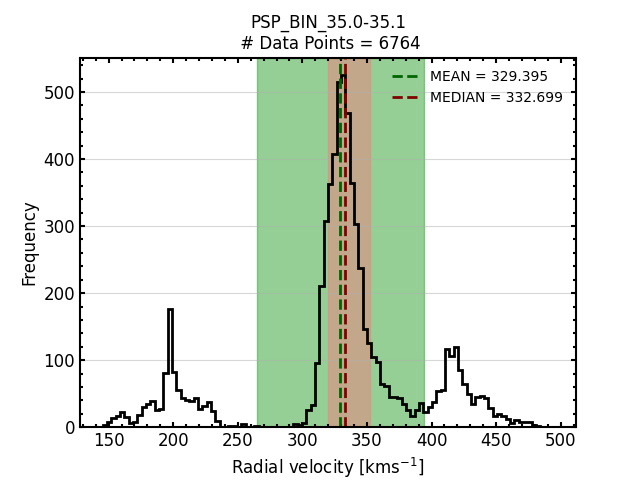 PSP_BIN_35.0-35.1
# Data Points = 6764
MEAN = 329.395
MEDIAN = 332.699
500
400
300
200
100
0
Frequency
150 200 250 300 350 400 450 500
Radial velocity [kms⁻¹]